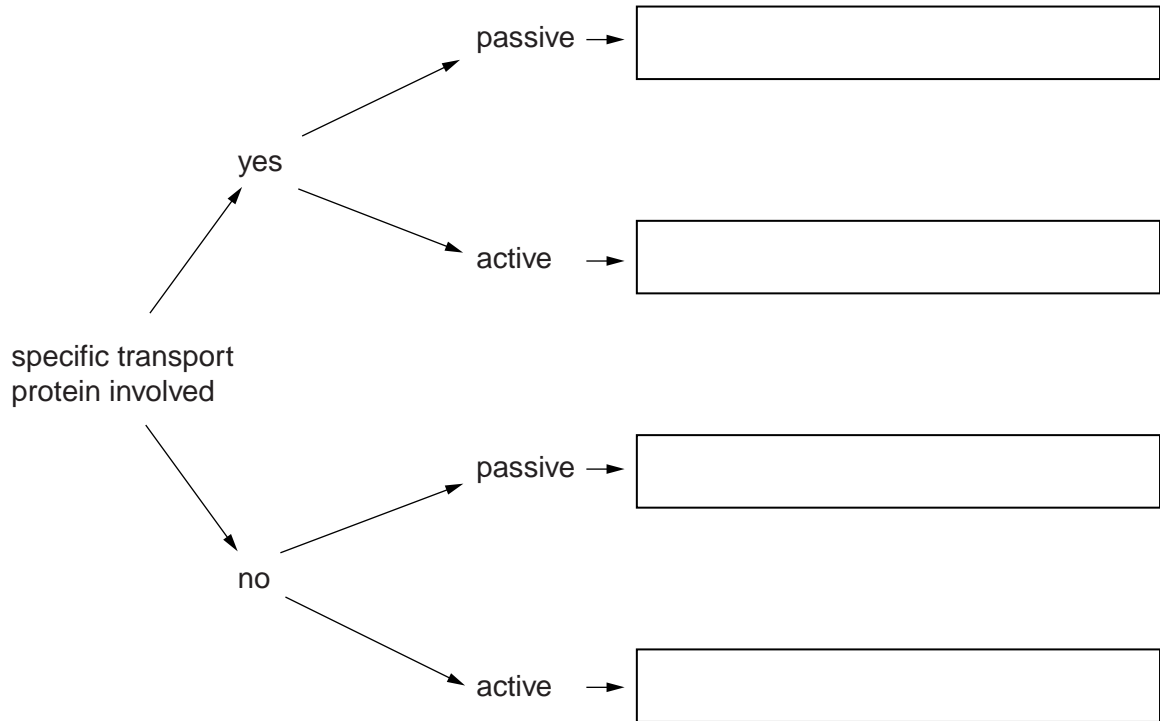 passive
yes
active
specific transport
protein involved
passive
no
active